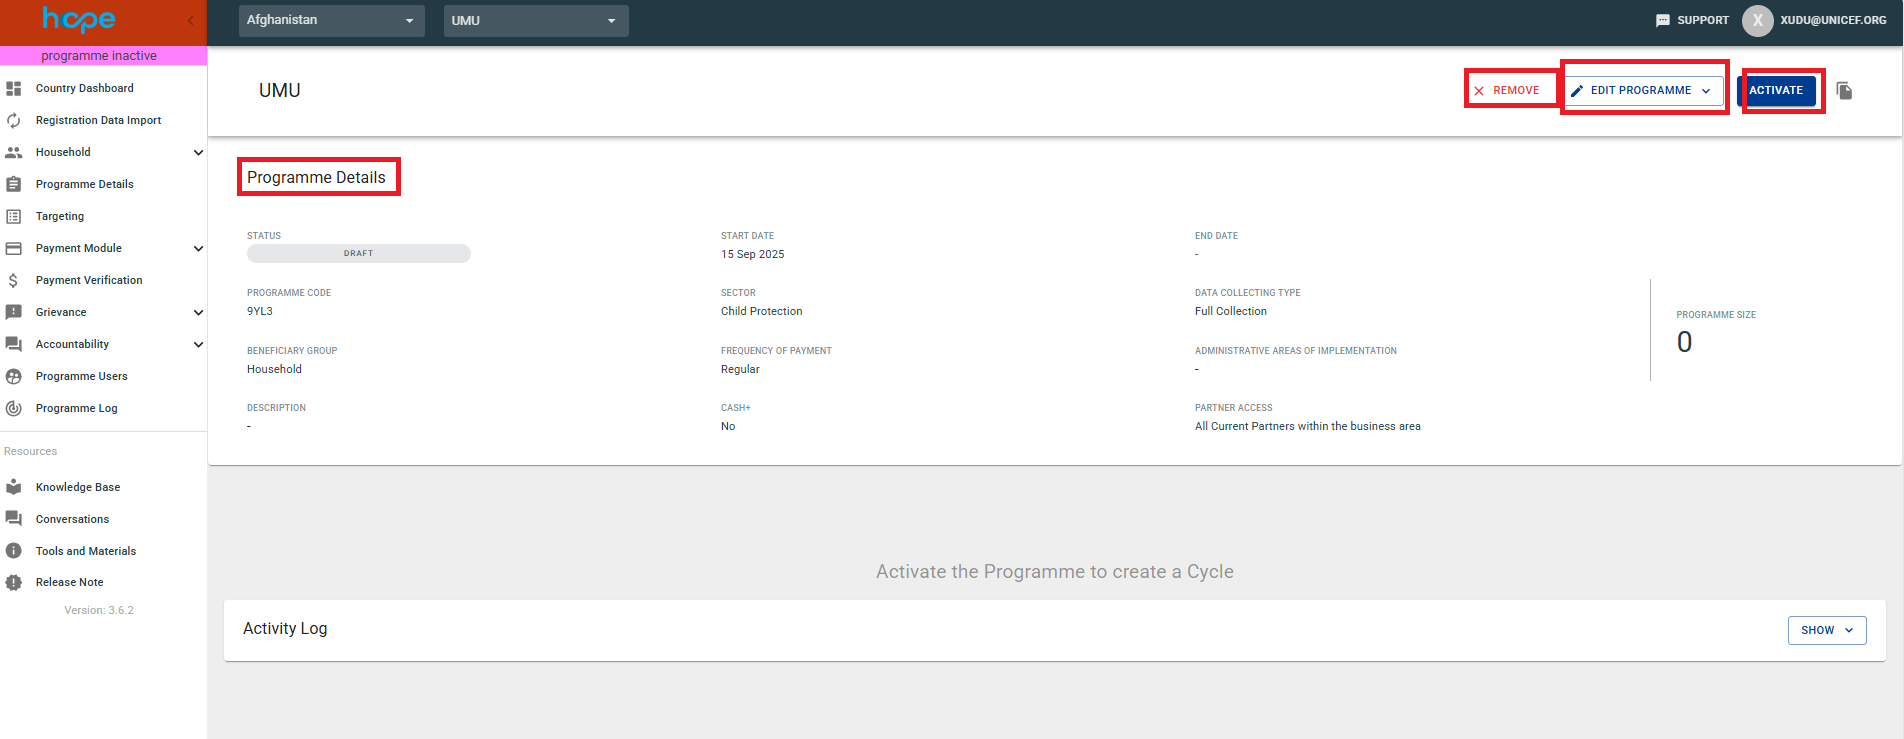 hope
Afghanistan
UMU
SUPPORT
X
XUDU@UNICEF.ORG
programme inactive
Country Dashboard
Registration Data Import
Household
Programme Details
Targeting
Payment Module
Payment Verification
Grievance
Accountability
Programme Users
Programme Log
Resources
Knowledge Base
Conversations
Tools and Materials
Release Note
Version: 3.6.2
UMU
REMOVE
EDIT PROGRAMME
ACTIVATE
Programme Details
STATUS
DRAFT
START DATE
15 Sep 2025
END DATE
-
PROGRAMME CODE
9YL3
SECTOR
Child Protection
DATA COLLECTING TYPE
Full Collection
PROGRAMME SIZE
0
BENEFICIARY GROUP
Household
FREQUENCY OF PAYMENT
Regular
ADMINISTRATIVE AREAS OF IMPLEMENTATION
-
DESCRIPTION
-
CASH+
No
PARTNER ACCESS
All Current Partners within the business area
Activate the Programme to create a Cycle
Activity Log
SHOW